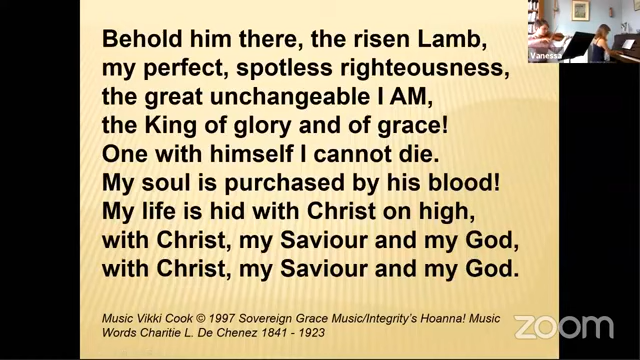 Behold him there, the risen Lamb,
my perfect, spotless righteousness,
the great unchangeable I AM,
the King of glory and of grace!
One with himself I cannot die.
My soul is purchased by his blood!
My life is hid with Christ on high,
with Christ, my Saviour and my God,
with Christ, my Saviour and my God.
Music Vikki Cook © 1997 Sovereign Grace Music/Integrity's Hoanna! Music
Words Charitie L. De Chenez 1841 - 1923
Vanessa
zoom